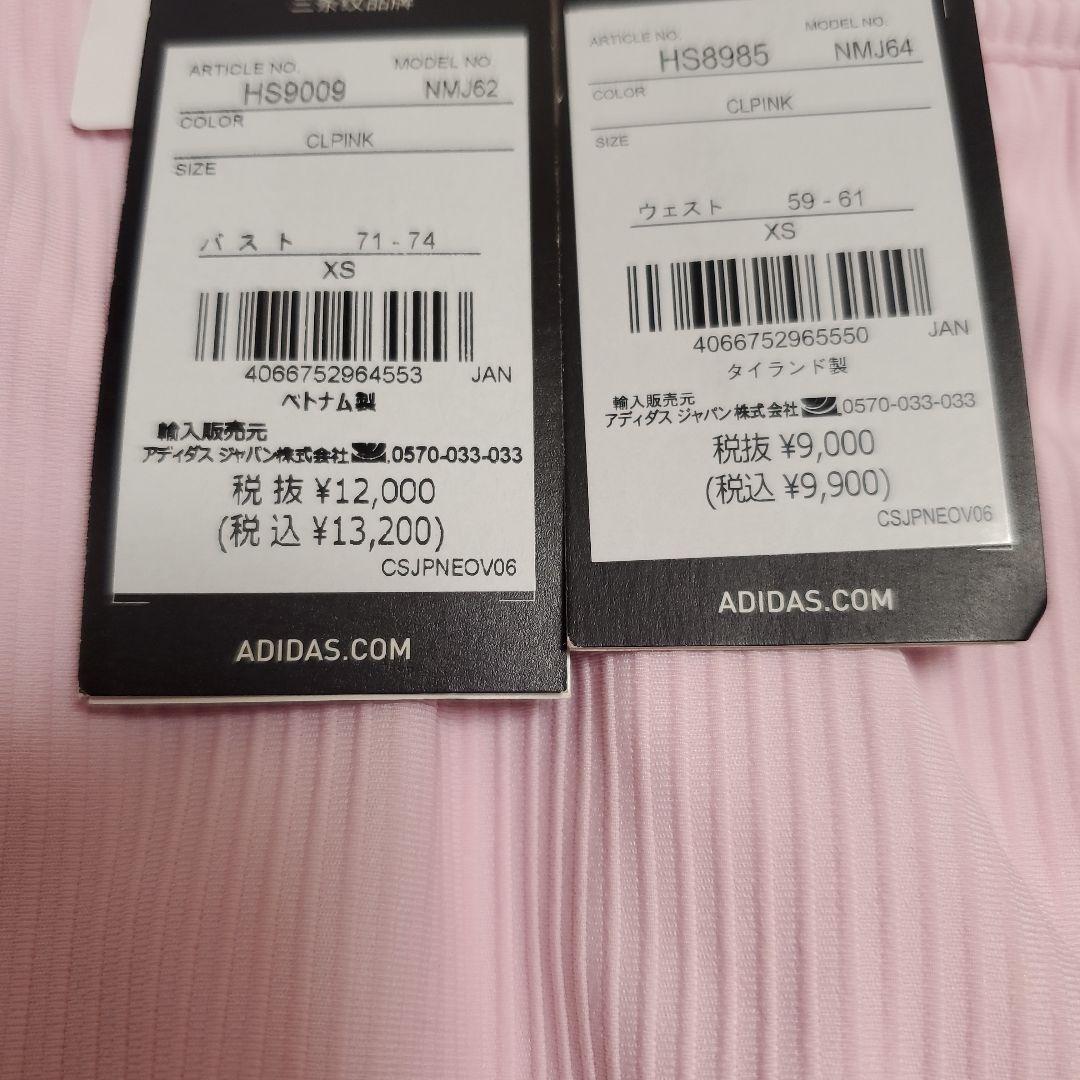 三条纹品牌
ARTICLE NO. MODEL NO.
HS9009 NMJ62
COLOR
CLPINK
SIZE
バスト 71 - 74
XS
4066752964553 JAN
ベトナム製
輸入販売元
アディダス ジャパン株式会社 0570-033-033
税抜 ¥12,000
(税込 ¥13,200)
CSJPNEOV06
ADIDAS.COM
ARTICLE NO. MODEL NO.
HS8985 NMJ64
COLOR
CLPINK
SIZE
ウェスト 59 - 61
XS
4066752965550 JAN
タイランド製
輸入販売元
アディダス ジャパン株式会社 0570-033-033
税抜 ¥9,000
(税込 ¥9,900)
CSJPNEOV06
ADIDAS.COM